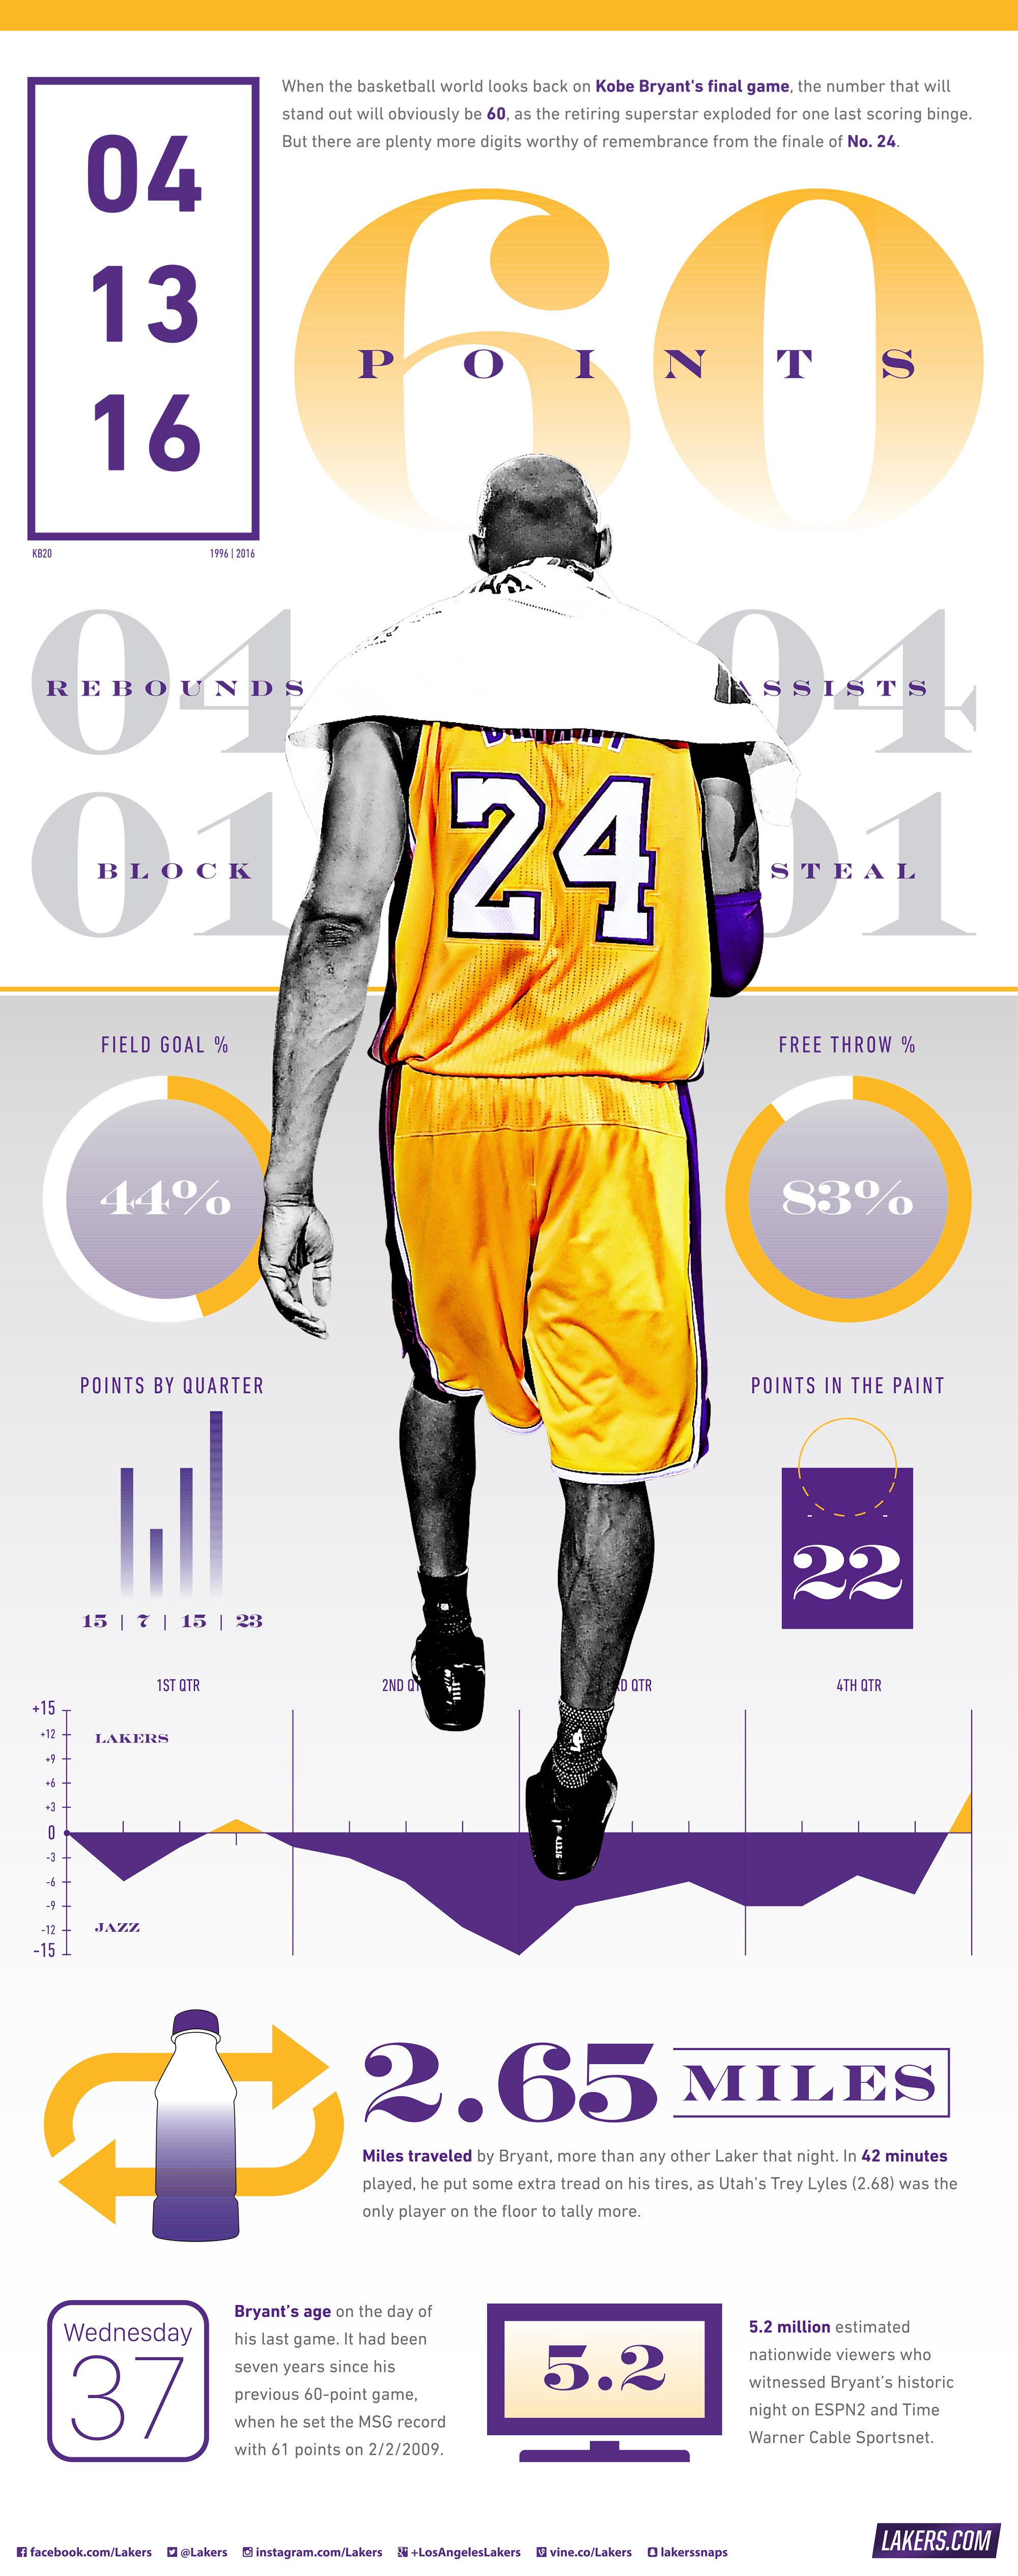 When the basketball world looks back on Kobe Bryant's final game, the number that will
stand out will obviously be 60, as the retiring superstar exploded for one last scoring binge.
But there are plenty more digits worthy of remembrance from the finale of No. 24.
04
13
16
KB20 1996 | 2016
60
POINTS
04 REBOUNDS
04 ASSISTS
24
01 BLOCK
01 STEAL
FIELD GOAL %
44%
FREE THROW %
83%
POINTS BY QUARTER
15 | 7 | 15 | 23
POINTS IN THE PAINT
22
1ST QTR 2ND QTR QTR 4TH QTR
+15
+12
LAKERS
+9
+6
+3
0
-3
-6
-9
-12
JAZZ
-15
2.65 MILES
Miles traveled by Bryant, more than any other Laker that night. In 42 minutes
played, he put some extra tread on his tires, as Utah's Trey Lyles (2.68) was the
only player on the floor to tally more.
Wednesday
37
Bryant's age on the day of
his last game. It had been
seven years since his
previous 60-point game,
when he set the MSG record
with 61 points on 2/2/2009.
5.2
5.2 million estimated
nationwide viewers who
witnessed Bryant's historic
night on ESPN2 and Time
Warner Cable Sportsnet.
LAKERS.COM
facebook.com/Lakers @Lakers instagram.com/Lakers +LosAngelesLakers vine.co/Lakers lakerssnaps